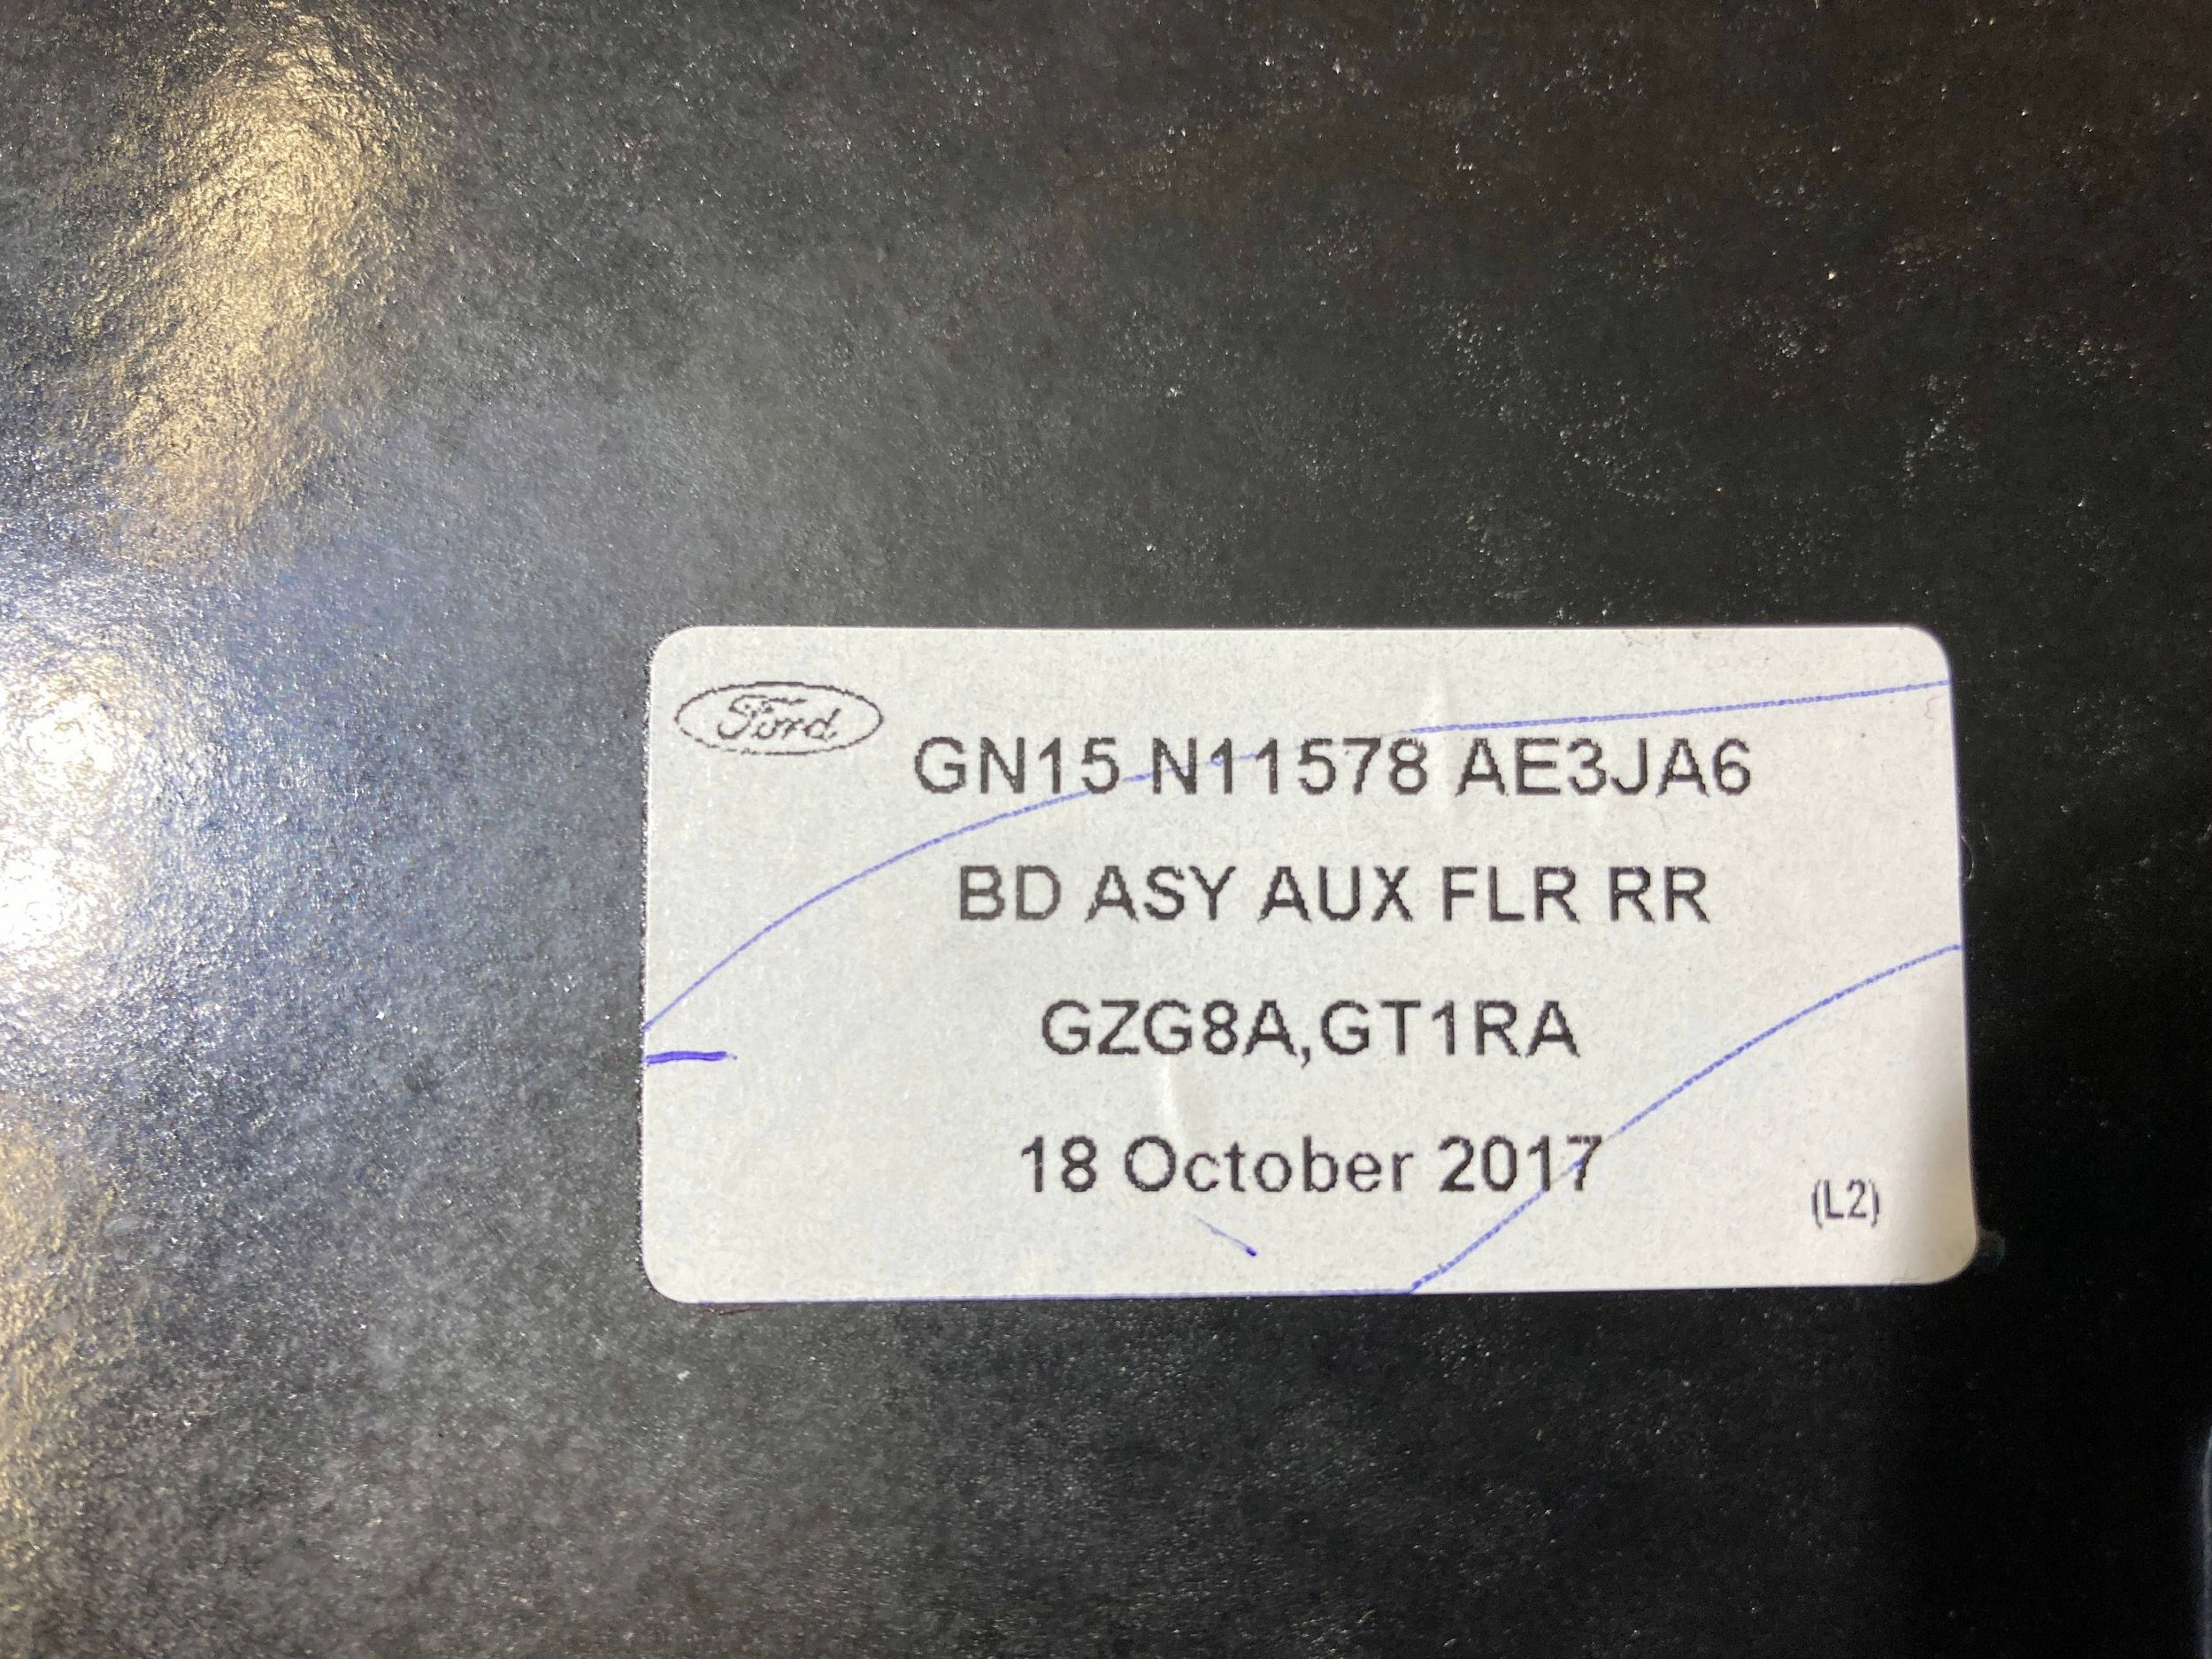 Ford
GN15 N11578 AE3JA6
BD ASY AUX FLR RR
GZG8A,GT1RA
18 October 2017
(L2)